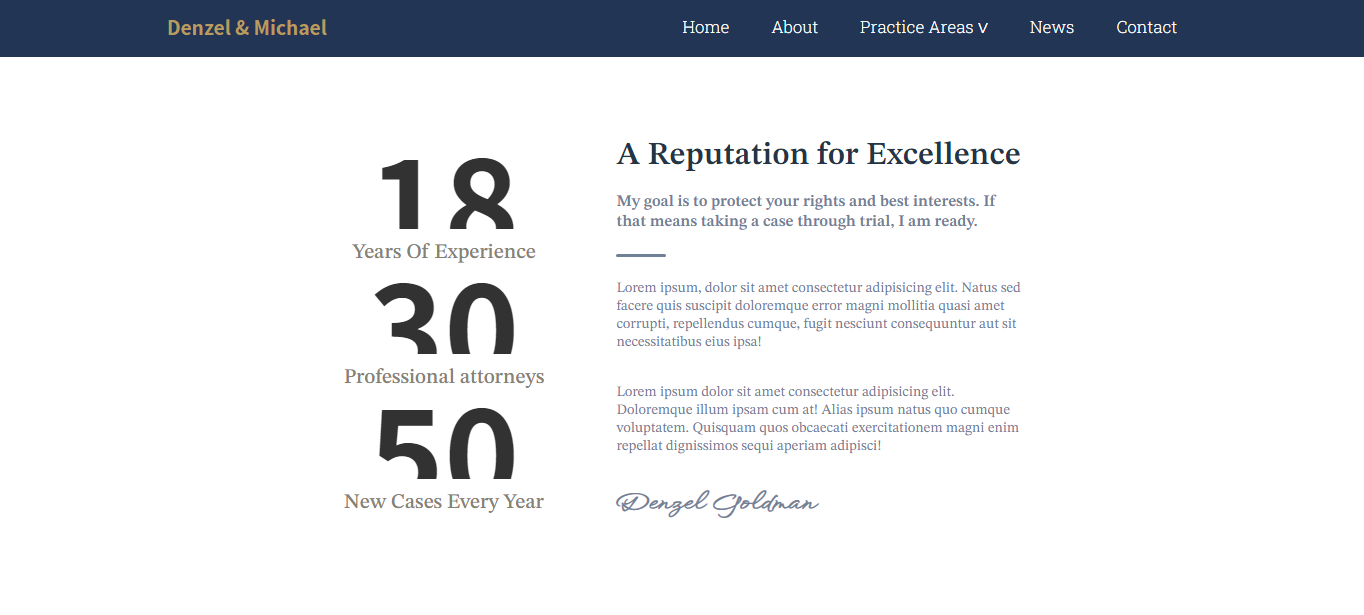 Denzel & Michael
Home About Practice Areas V News Contact
18
Years Of Experience
30
Professional attorneys
50
New Cases Every Year
A Reputation for Excellence
My goal is to protect your rights and best interests. If
that means taking a case through trial, I am ready.
Lorem ipsum, dolor sit amet consectetur adipisicing elit. Natus sed
facere quis suscipit doloremque error magni mollitia quasi amet
corrupti, repellendus cumque, fugit nesciunt consequuntur aut sit
necessitatibus eius ipsa!
Lorem ipsum dolor sit amet consectetur adipisicing elit.
Doloremque illum ipsam cum at! Alias ipsum natus quo cumque
voluptatem. Quisquam quos obcaecati exercitationem magni enim
repellat dignissimos sequi aperiam adipisci!
Denzel Goldman